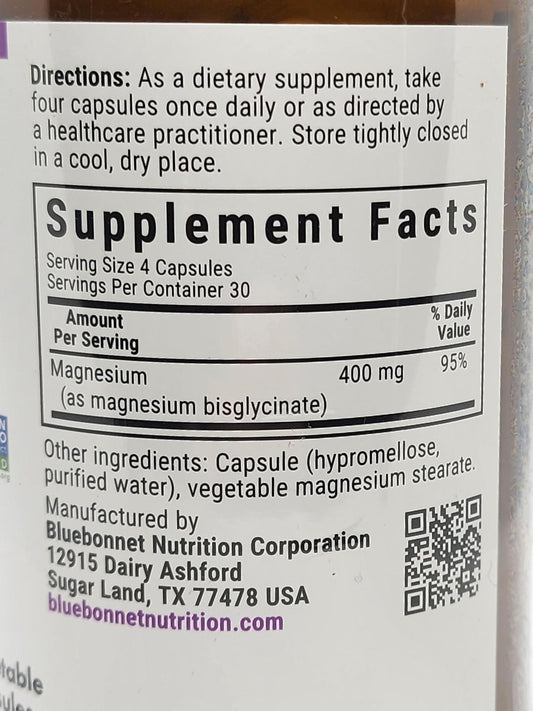 Directions: As a dietary supplement, take
four capsules once daily or as directed by
a healthcare practitioner. Store tightly closed
in a cool, dry place.
Supplement Facts
Serving Size 4 Capsules
Servings Per Container 30
Amount
Per Serving
% Daily
Value
Magnesium 400 mg 95%
(as magnesium bisglycinate)
Other ingredients: Capsule (hypromellose,
purified water), vegetable magnesium stearate.
Manufactured by
Bluebonnet Nutrition Corporation
12915 Dairy Ashford
Sugar Land, TX 77478 USA
bluebonnetnutrition.com